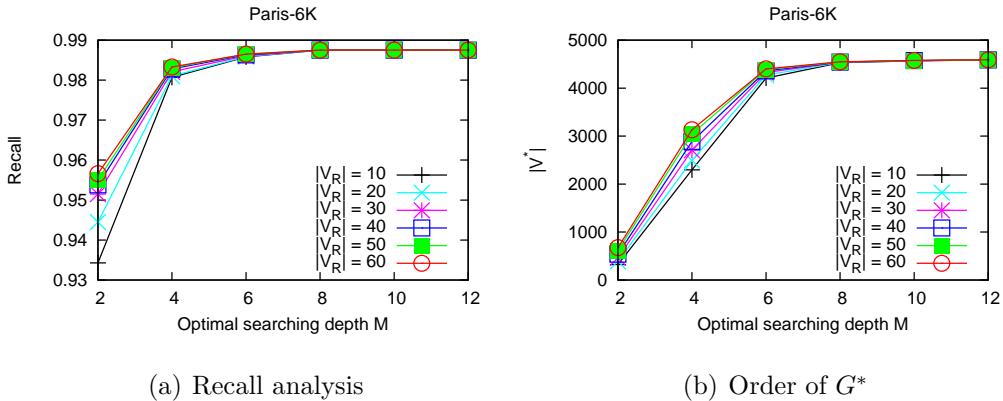 Paris-6K
0.99
0.98
0.97
0.96
0.95
0.94
0.93
Recall
|V_R| = 10
|V_R| = 20
|V_R| = 30
|V_R| = 40
|V_R| = 50
|V_R| = 60
2 4 6 8 10 12
Optimal searching depth M
(a) Recall analysis
Paris-6K
5000
4000
3000
2000
1000
0
|V*|
|V_R| = 10
|V_R| = 20
|V_R| = 30
|V_R| = 40
|V_R| = 50
|V_R| = 60
2 4 6 8 10 12
Optimal searching depth M
(b) Order of G*